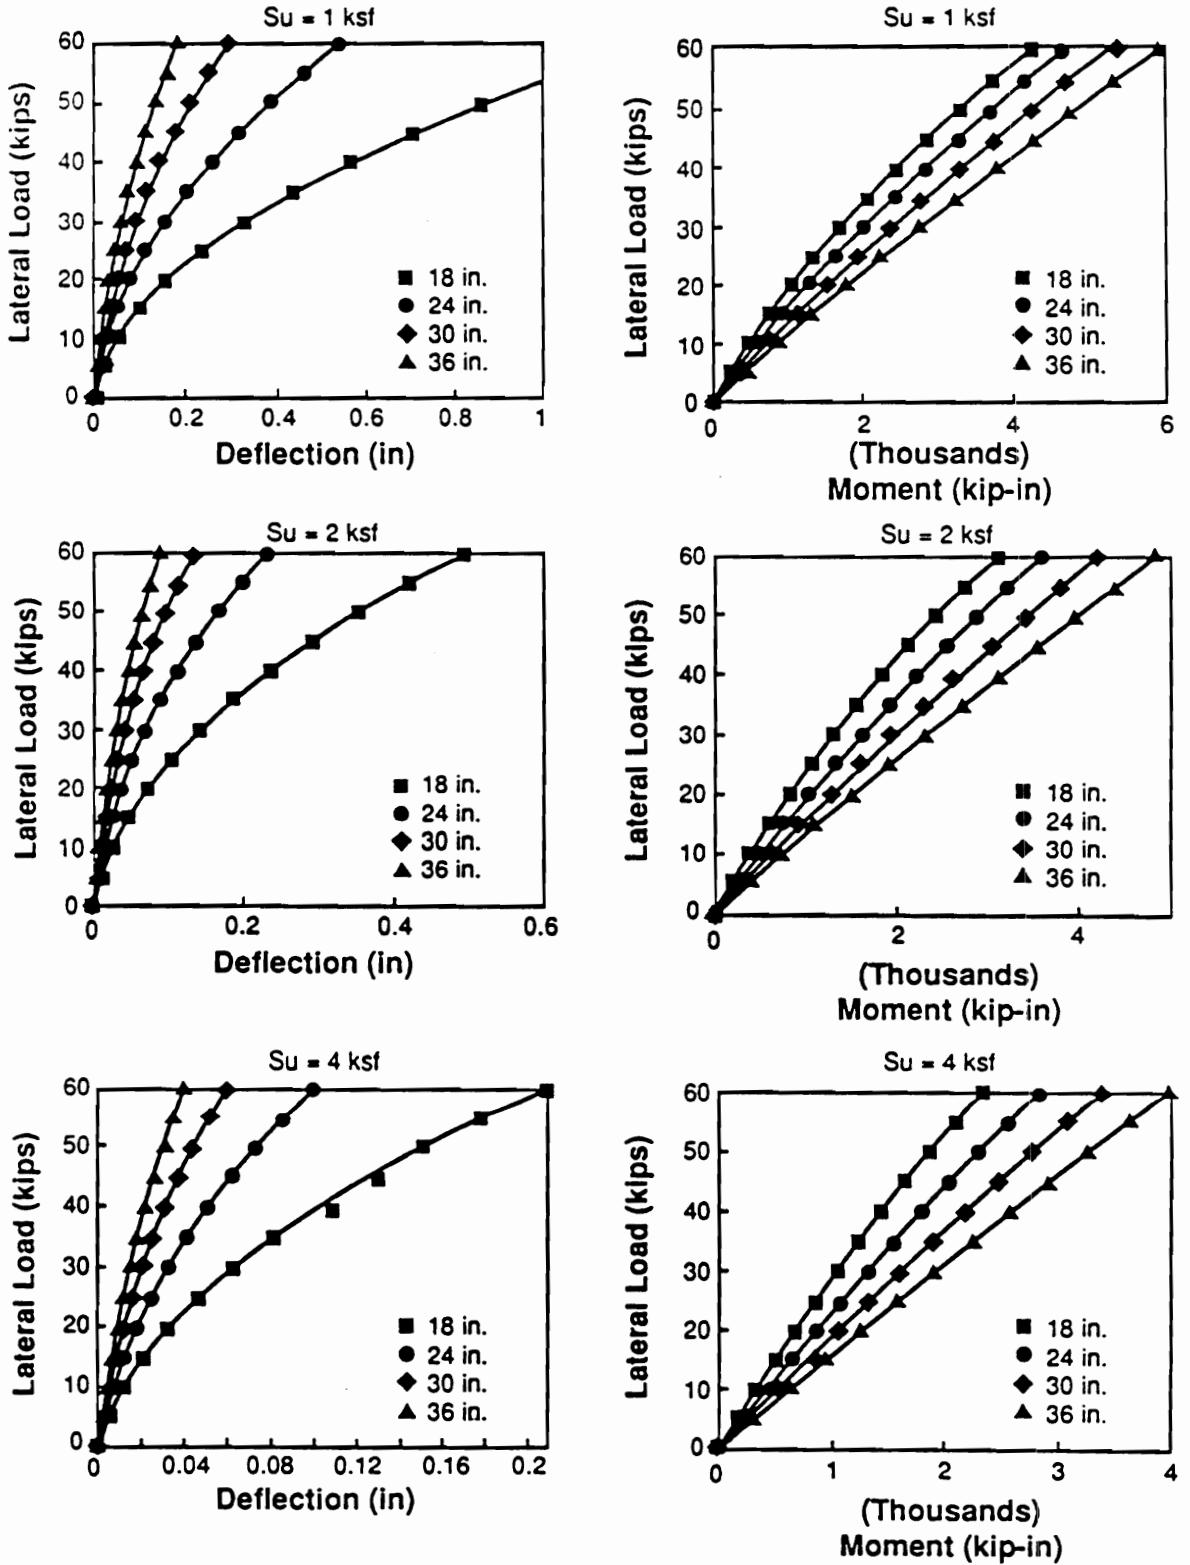 Su = 1 ksf
Lateral Load (kips)
60
50
40
30
20
10
0
18 in.
24 in.
30 in.
36 in.
0 0.2 0.4 0.6 0.8 1
Deflection (in)
Su = 1 ksf
Lateral Load (kips)
60
50
40
30
20
10
0
18 in.
24 in.
30 in.
36 in.
0 2 4 6
(Thousands)
Moment (kip-in)
Su = 2 ksf
Lateral Load (kips)
60
50
40
30
20
10
0
18 in.
24 in.
30 in.
36 in.
0 0.2 0.4 0.6
Deflection (in)
Su = 2 ksf
Lateral Load (kips)
60
50
40
30
20
10
0
18 in.
24 in.
30 in.
36 in.
0 2 4
(Thousands)
Moment (kip-in)
Su = 4 ksf
Lateral Load (kips)
60
50
40
30
20
10
0
18 in.
24 in.
30 in.
36 in.
0 0.04 0.08 0.12 0.16 0.2
Deflection (in)
Su = 4 ksf
Lateral Load (kips)
60
50
40
30
20
10
0
18 in.
24 in.
30 in.
36 in.
0 1 2 3 4
(Thousands)
Moment (kip-in)